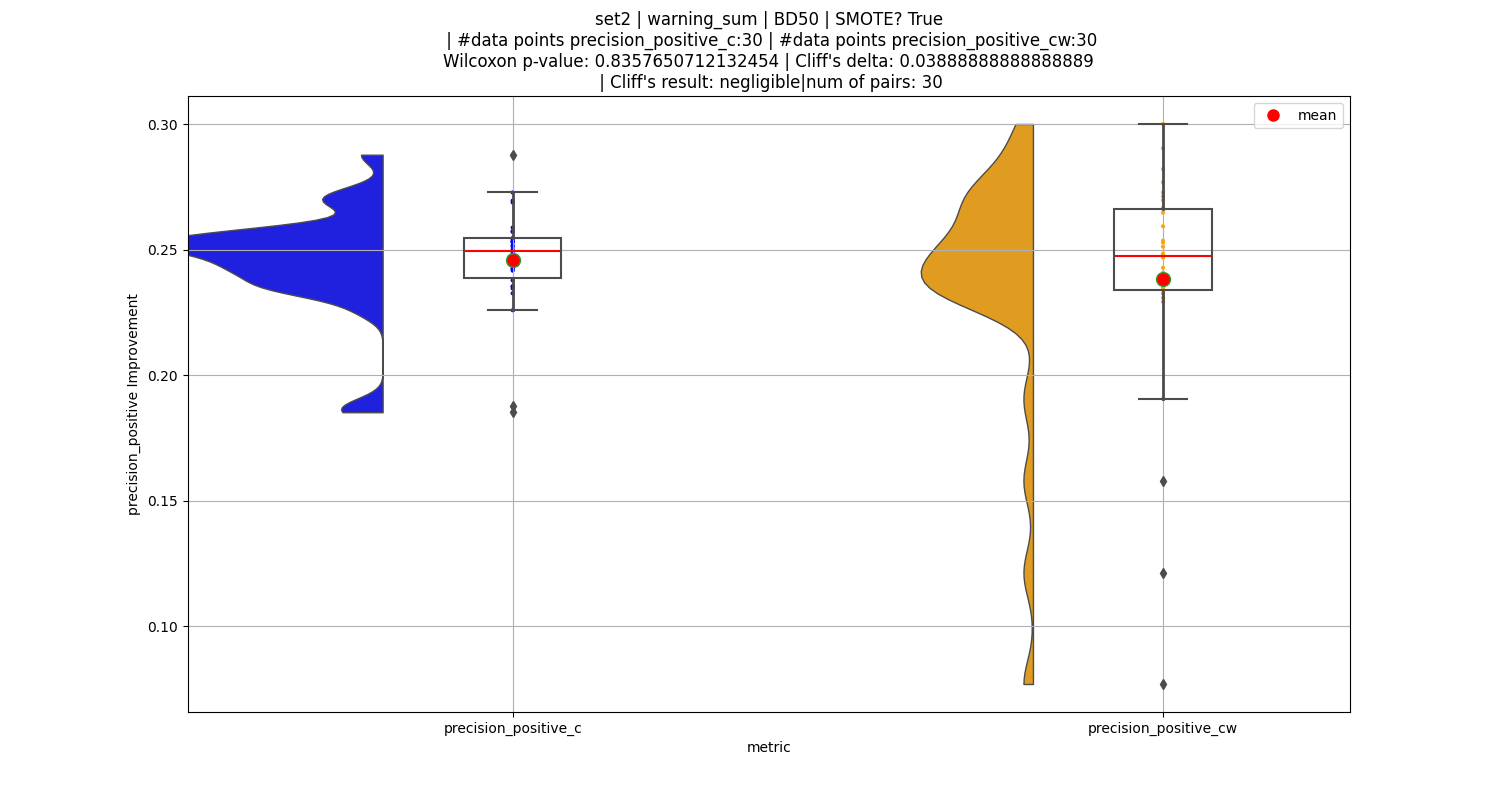 set2 | warning_sum | BD50 | SMOTE? True
| #data points precision_positive_c:30 | #data points precision_positive_cw:30
Wilcoxon p-value: 0.8357650712132454 | Cliff's delta: 0.03888888888888889
| Cliff's result: negligible|num of pairs: 30
mean
0.30
0.25
0.20
0.15
0.10
precision_positive Improvement
precision_positive_c
precision_positive_cw
metric